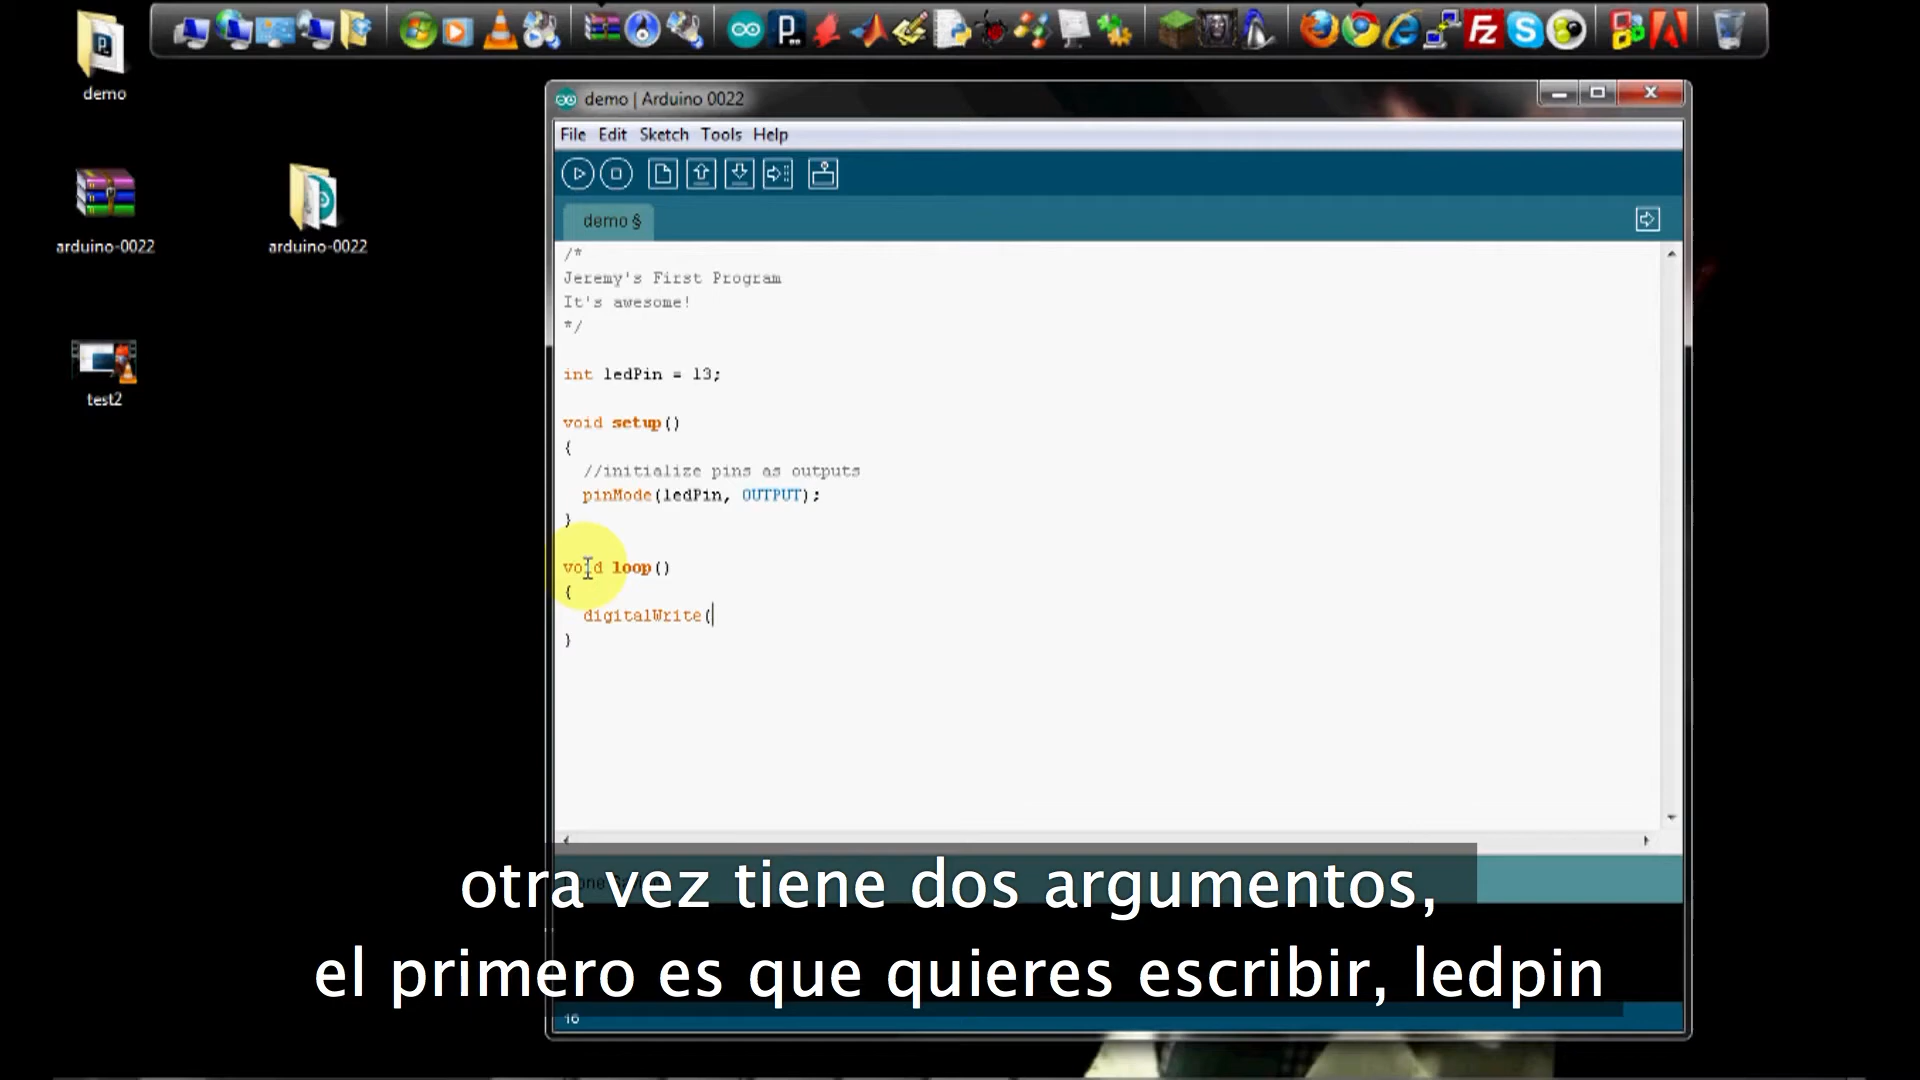 demo
arduino-0022
arduino-0022
test2
demo | Arduino 0022
File Edit Sketch Tools Help
demo §
/*
Jeremy's First Program
It's awesome!
*/
int ledPin = 13;
void setup()
{
//initialize pins as outputs
pinMode(ledPin, OUTPUT);
}
void loop()
{
digitalWrite(
}
otra vez tiene dos argumentos,
el primero es que quieres escribir, ledpin
16